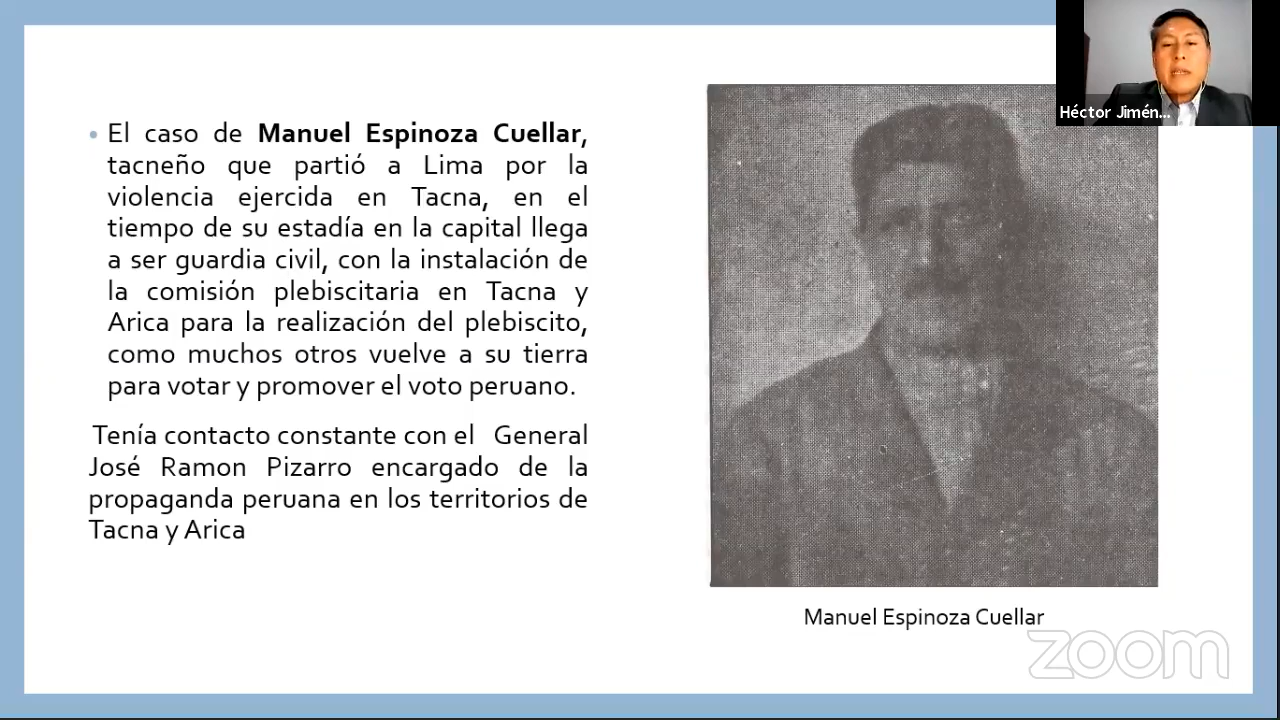 • El caso de Manuel Espinoza Cuellar,
tacneño que partió a Lima por la
violencia ejercida en Tacna, en el
tiempo de su estadía en la capital llega
a ser guardia civil, con la instalación de
la comisión plebiscitaria en Tacna y
Arica para la realización del plebiscito,
como muchos otros vuelve a su tierra
para votar y promover el voto peruano.
Tenía contacto constante con el General
José Ramon Pizarro encargado de la
propaganda peruana en los territorios de
Tacna y Arica
Héctor Jimén...
Manuel Espinoza Cuellar
zoom